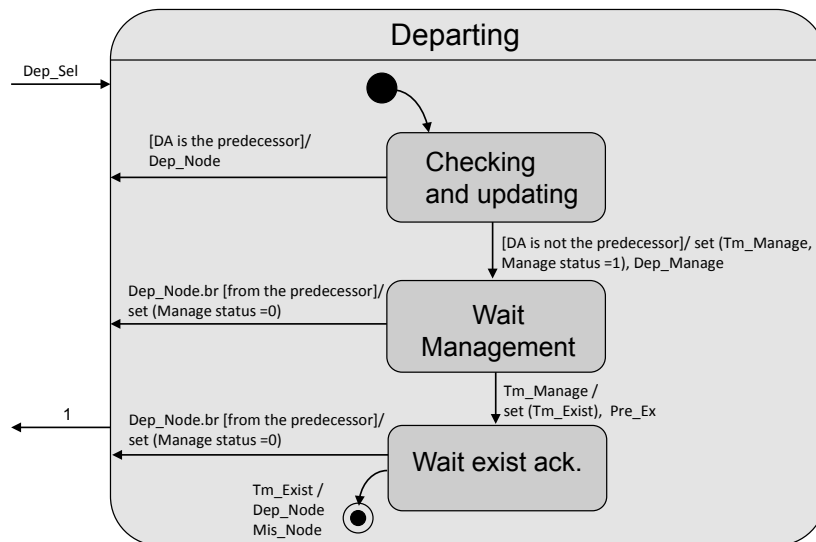 Departing
Dep_Sel
[DA is the predecessor]/
Dep_Node
Checking
and updating
[DA is not the predecessor]/ set (Tm_Manage,
Manage status =1), Dep_Manage
Dep_Node.br [from the predecessor]/
set (Manage status =0)
Wait
Management
Tm_Manage /
set (Tm_Exist), Pre_Ex
1
Dep_Node.br [from the predecessor]/
set (Manage status =0)
Wait exist ack.
Tm_Exist /
Dep_Node
Mis_Node